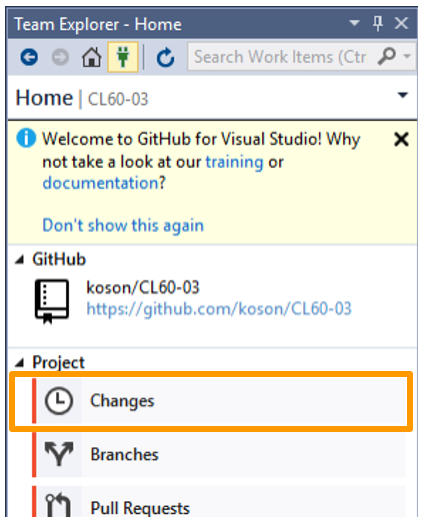 Team Explorer - Home
Search Work Items (Ctr
Home | CL60-03
Welcome to GitHub for Visual Studio! Why
not take a look at our training or
documentation?
Don't show this again
GitHub
koson/CL60-03
https://github.com/koson/CL60-03
Project
Changes
Branches
Pull Requests